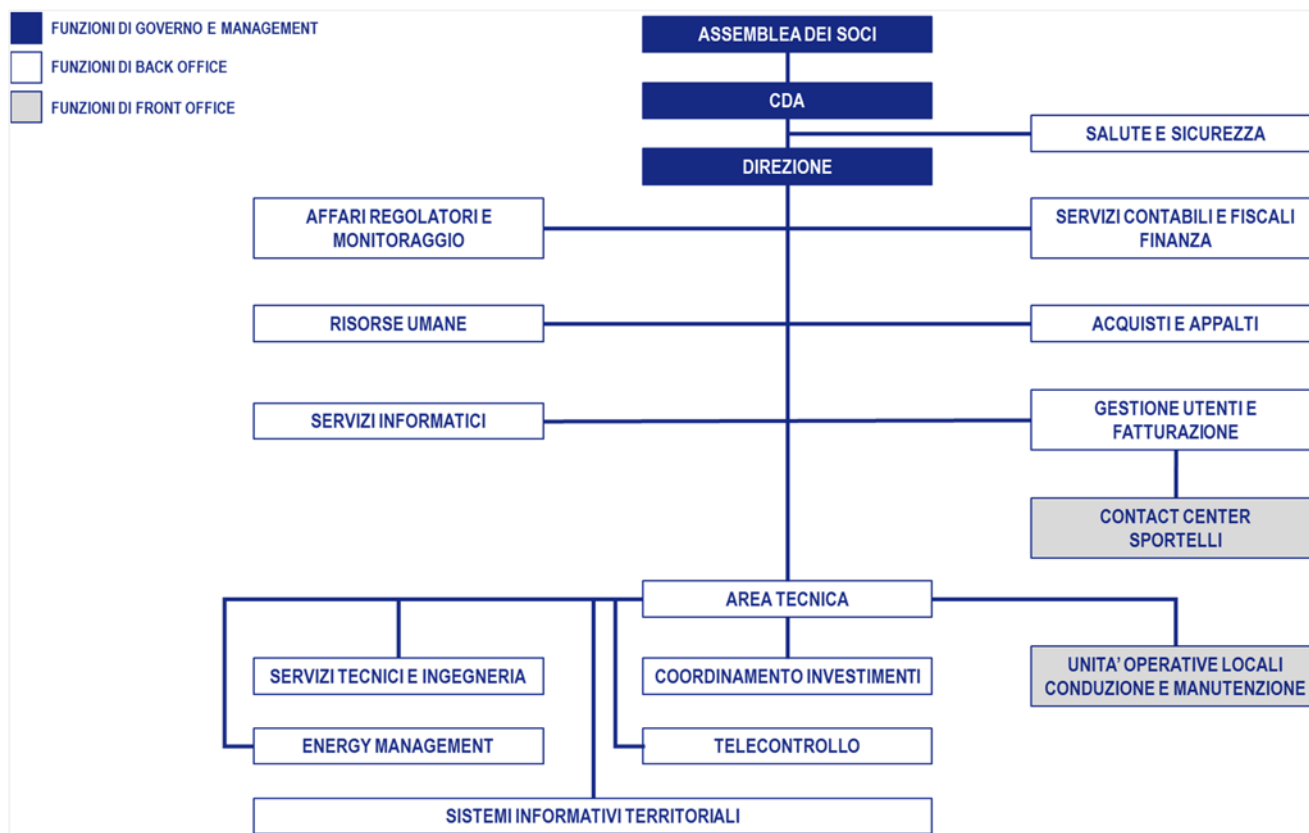 FUNZIONI DI GOVERNO E MANAGEMENT
FUNZIONI DI BACK OFFICE
FUNZIONI DI FRONT OFFICE
ASSEMBLEA DEI SOCI
CDA
SALUTE E SICUREZZA
DIREZIONE
AFFARI REGOLATORI E
MONITORAGGIO
SERVIZI CONTABILI E FISCALI
FINANZA
RISORSE UMANE
ACQUISTI E APPALTI
SERVIZI INFORMATICI
GESTIONE UTENTI E
FATTURAZIONE
CONTACT CENTER
SPORTELLI
AREA TECNICA
SERVIZI TECNICI E INGEGNERIA
COORDINAMENTO INVESTIMENTI
UNITA' OPERATIVE LOCALI
CONDUZIONE E MANUTENZIONE
ENERGY MANAGEMENT
TELECONTROLLO
SISTEMI INFORMATIVI TERRITORIALI